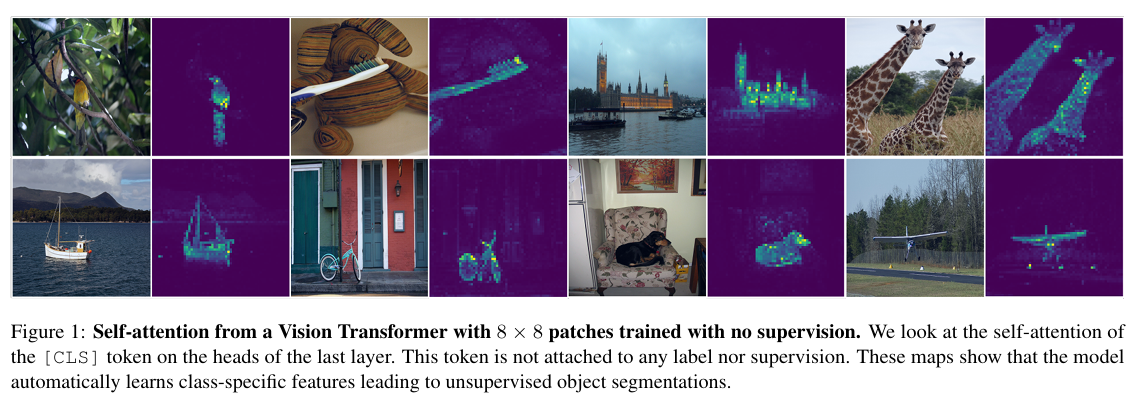 Figure 1: Self-attention from a Vision Transformer with 8 × 8 patches trained with no supervision. We look at the self-attention of
the [CLS] token on the heads of the last layer. This token is not attached to any label nor supervision. These maps show that the model
automatically learns class-specific features leading to unsupervised object segmentations.